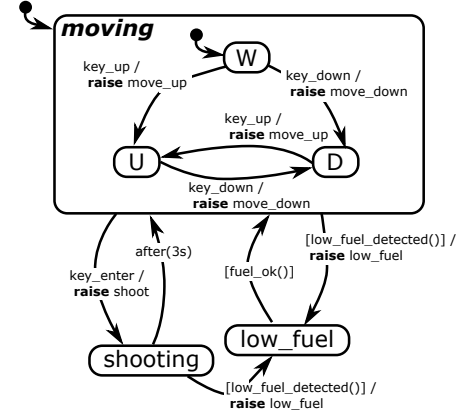 moving
W
key_up /
raise move_up
key_down /
raise move_down
key_up /
raise move_up
U
D
key_down /
raise move_down
[low_fuel_detected()] /
raise low_fuel
after(3s)
[fuel_ok()]
key_enter /
raise shoot
low_fuel
shooting
[low_fuel_detected()] /
raise low_fuel